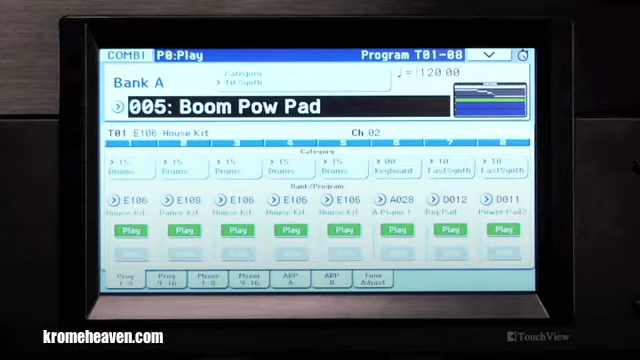 COMBI P0:Play Program T01-08
Bank A
Category
10 Synth
♩= 120.00
005: Boom Pow Pad
T01 E106: House Kit Ch:02
1 2 3 4 5 6 7 8
Category
15 15 15 15 15 00 10 10
Drums Drums Drums Drums Drums Keyboard FastSynth FastSynth
Bank/Program
E106 E108 E106 E106 E106 A028 D012 D011
House Kit Dance Kit House Kit House Kit House Kit A.Piano 1 Power Pad2
Play Play Play Play Play Play Play Play
Prog 1-8 Prog 9-16 Mixer 1-8 Mixer 9-16 ARP A ARP B Tone Adjust
kromeheaven.com
TouchView